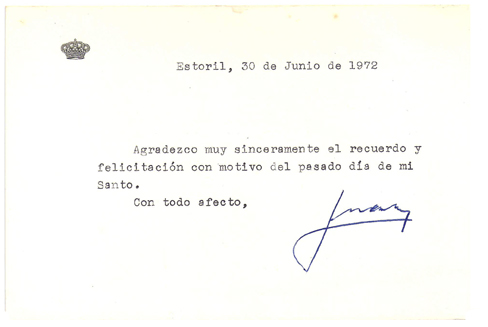 Estoril, 30 de Junio de 1972
Agradezco muy sinceramente el recuerdo y
felicitación con motivo del pasado día de mi
Santo.
Con todo afecto,
Juan